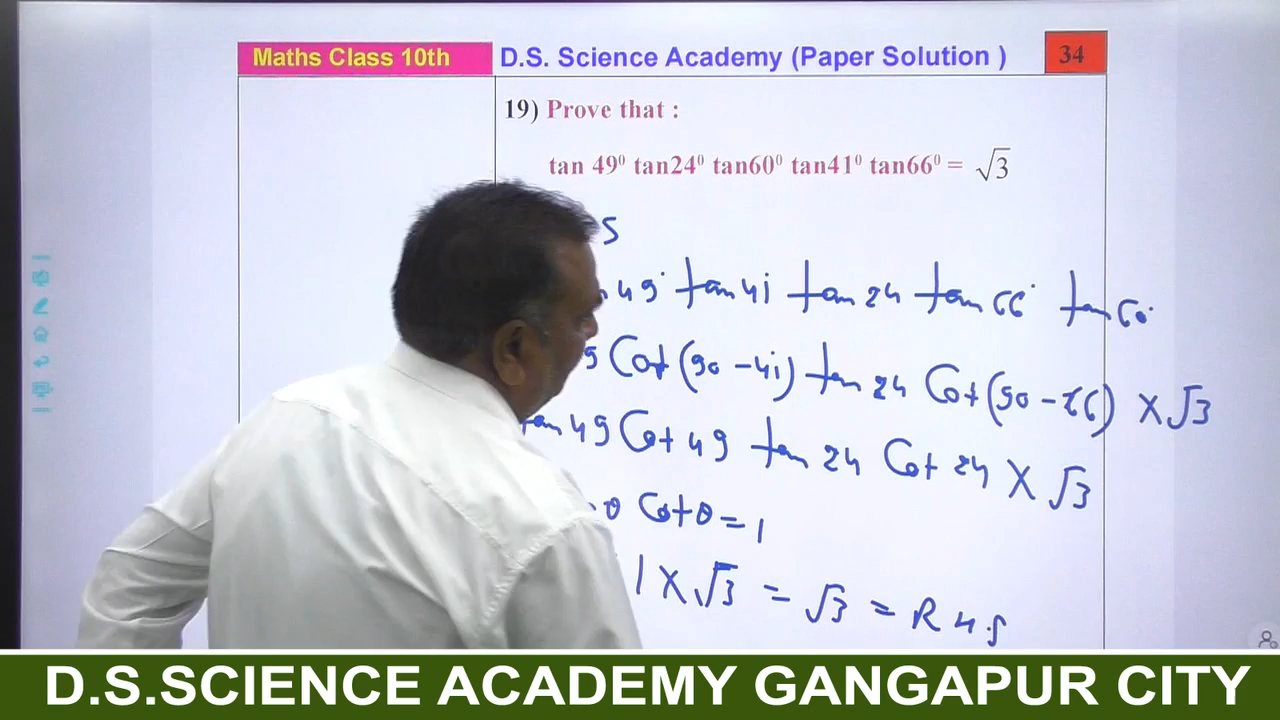 Maths Class 10th D.S. Science Academy (Paper Solution ) 34
19) Prove that :
tan 49⁰ tan24⁰ tan60⁰ tan41⁰ tan66⁰ = √3
S
49° tan 41 tan 24 tan 66° tan 60°
9 Cot (90 - 41) tan 24 Cot (90 - 66) × √3
tan 49 Cot 49 tan 24 Cot 24 × √3
θ Cot θ = 1
1 × √3 = √3 = R H S
D.S.SCIENCE ACADEMY GANGAPUR CITY